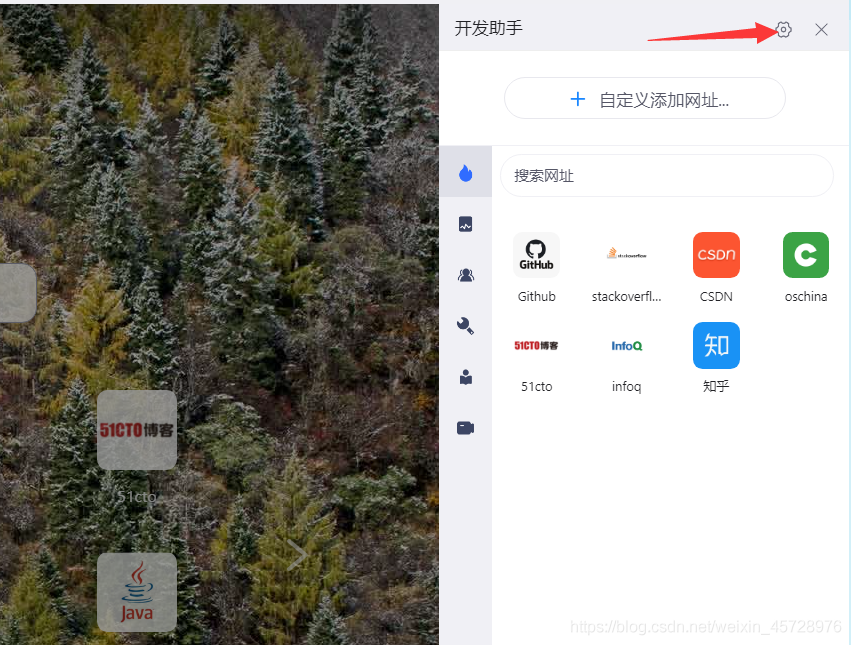 开发助手
自定义添加网址...
搜索网址
GitHub
stackoverflow
CSDN
C
Github
stackoverfl...
CSDN
oschina
51CTO博客
InfoQ
知
51cto
infoq
知乎
51CTO博客
51cto
Java
https://blog.csdn.net/weixin_45728976